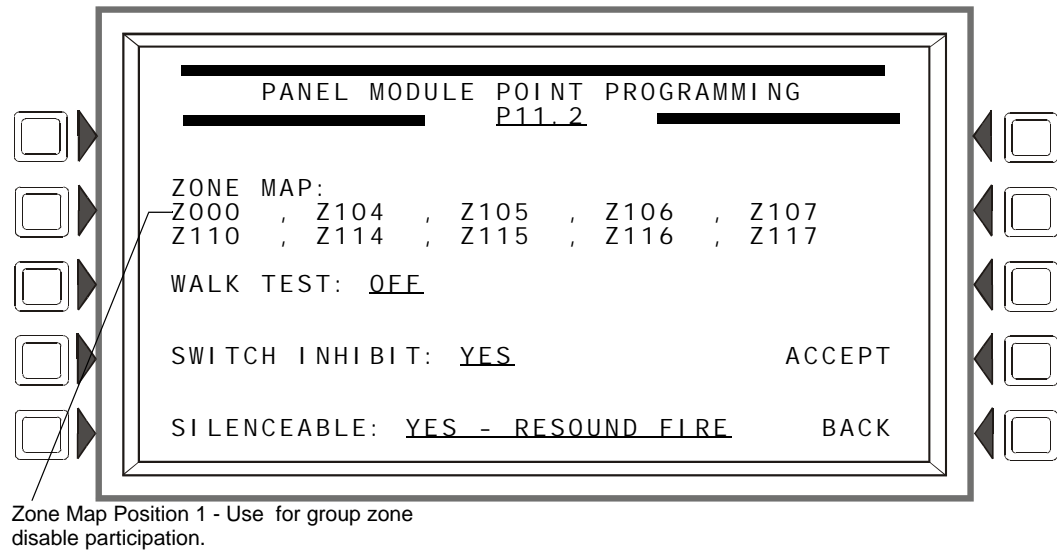 PANEL MODULE POINT PROGRAMMING
P11.2
ZONE MAP:
Z000 , Z104 , Z105 , Z106 , Z107
Z110 , Z114 , Z115 , Z116 , Z117
WALK TEST: OFF
SWITCH INHIBIT: YES ACCEPT
SILENCEABLE: YES - RESOUND FIRE BACK
Zone Map Position 1 - Use for group zone
disable participation.